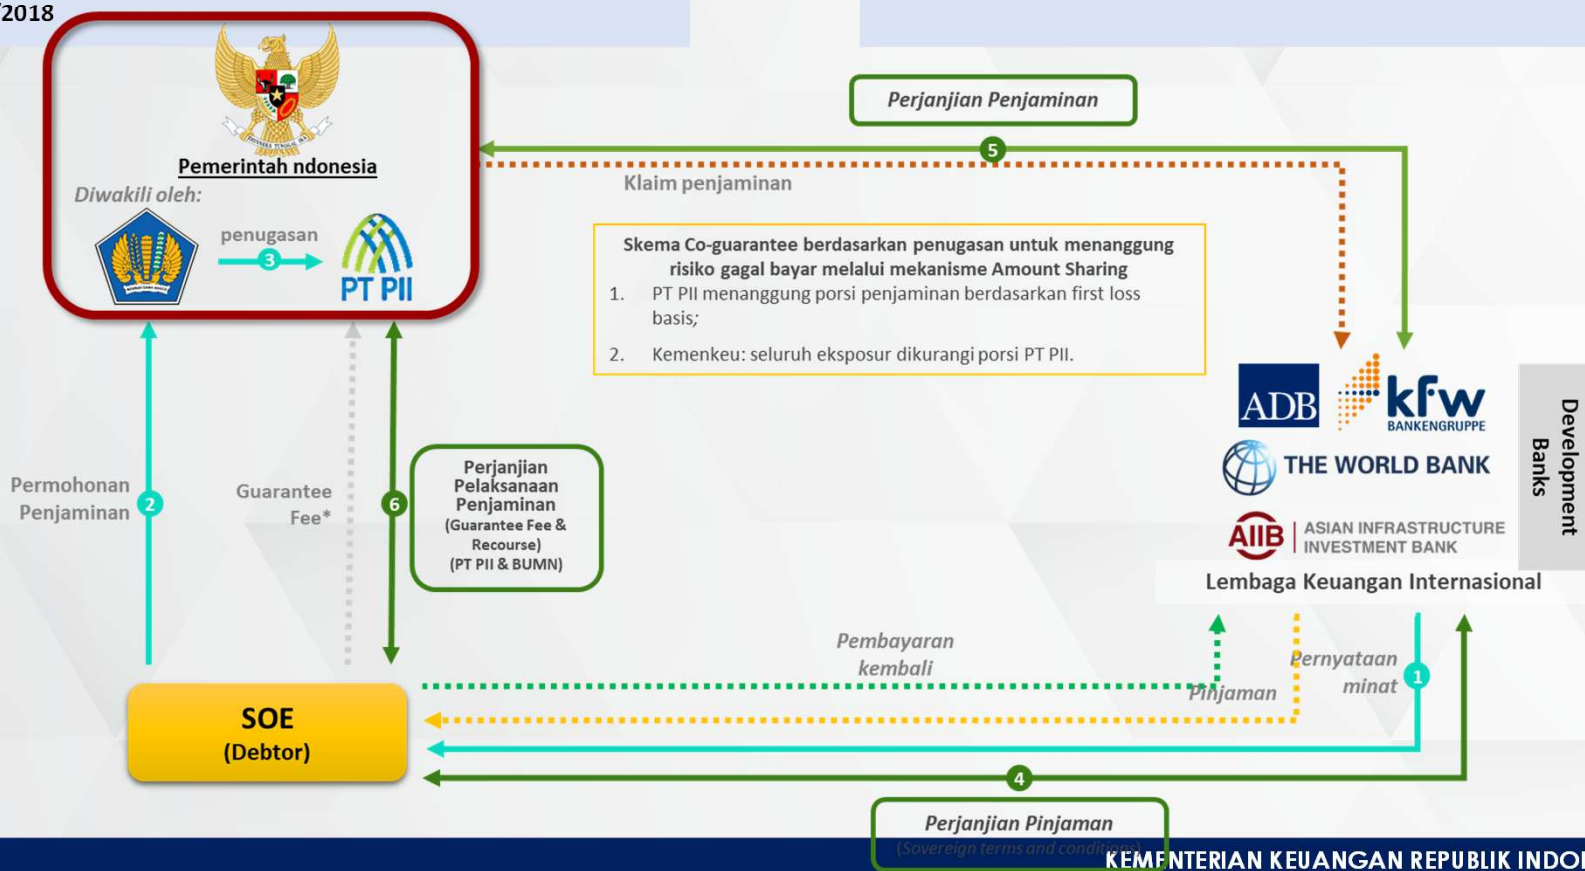 /2018
Pemerintah ndonesia
Diwakili oleh:
penugasan
3
PT PII
Perjanjian Penjaminan
5
Klaim penjaminan
Skema Co-guarantee berdasarkan penugasan untuk menanggung
risiko gagal bayar melalui mekanisme Amount Sharing
1. PT PII menanggung porsi penjaminan berdasarkan first loss
basis;
2. Kemenkeu: seluruh eksposur dikurangi porsi PT PII.
ADB
kfw
BANKENGRUPPE
THE WORLD BANK
AIIB
ASIAN INFRASTRUCTURE
INVESTMENT BANK
Lembaga Keuangan Internasional
Development
Banks
Permohonan
Penjaminan
2
Guarantee
Fee*
6
Perjanjian
Pelaksanaan
Penjaminan
(Guarantee Fee &
Recourse)
(PT PII & BUMN)
Pembayaran
kembali
Pinjaman
Pernyataan
minat
1
SOE
(Debtor)
4
Perjanjian Pinjaman
(Sovereign terms and conditions)
KEMENTERIAN KEUANGAN REPUBLIK INDO